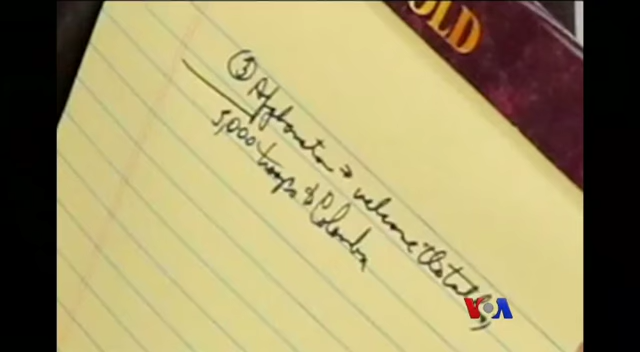 OLD
③ Afghanistan → welcome the talks,
5,000 troops to Colombia
VOA